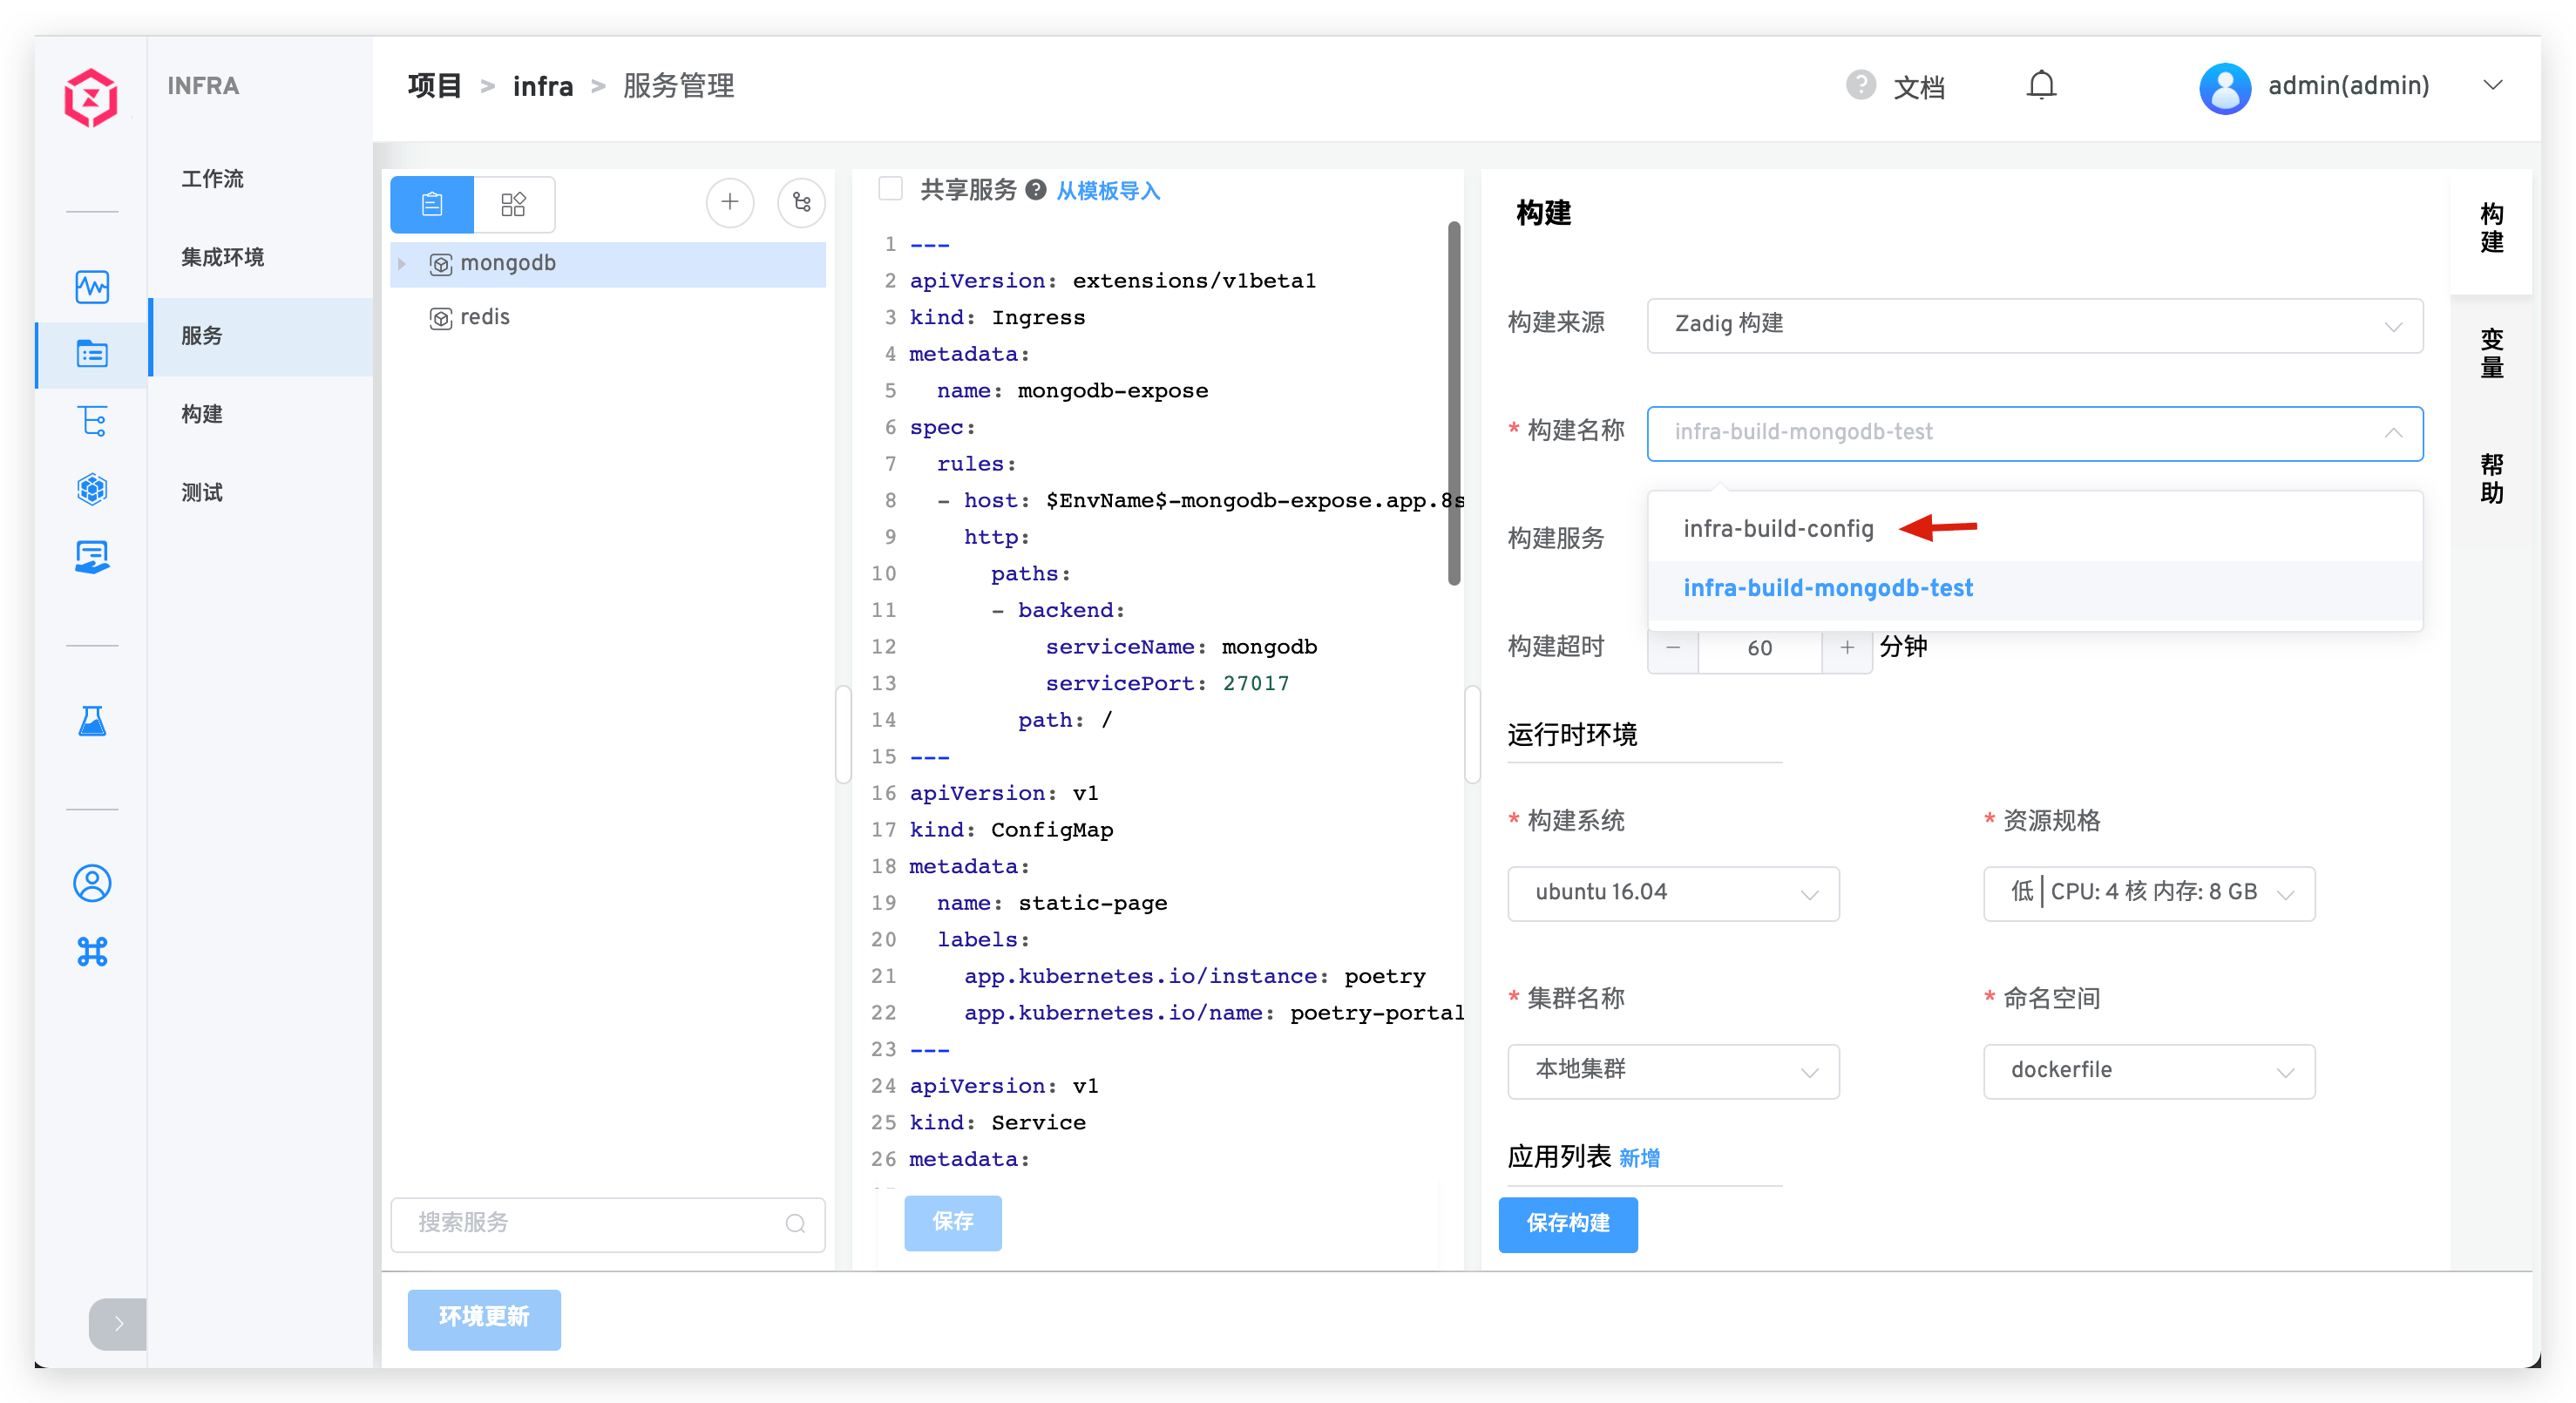 INFRA
项目 > infra > 服务管理
? 文档
admin(admin)
工作流
集成环境
服务
构建
测试
mongodb
redis
搜索服务
共享服务 ? 从模板导入
1 ---
2 apiVersion: extensions/v1beta1
3 kind: Ingress
4 metadata:
5 name: mongodb-expose
6 spec:
7 rules:
8 - host: $EnvName$-mongodb-expose.app.8s
9 http:
10 paths:
11 - backend:
12 serviceName: mongodb
13 servicePort: 27017
14 path: /
15 ---
16 apiVersion: v1
17 kind: ConfigMap
18 metadata:
19 name: static-page
20 labels:
21 app.kubernetes.io/instance: poetry
22 app.kubernetes.io/name: poetry-portal
23 ---
24 apiVersion: v1
25 kind: Service
26 metadata:
保存
构建
构建来源 Zadig 构建
* 构建名称 infra-build-mongodb-test
构建服务
infra-build-config
infra-build-mongodb-test
构建超时 − 60 + 分钟
运行时环境
* 构建系统
* 资源规格
ubuntu 16.04
低 | CPU: 4 核 内存: 8 GB
* 集群名称
* 命名空间
本地集群
dockerfile
应用列表 新增
保存构建
构建
变量
帮助
环境更新